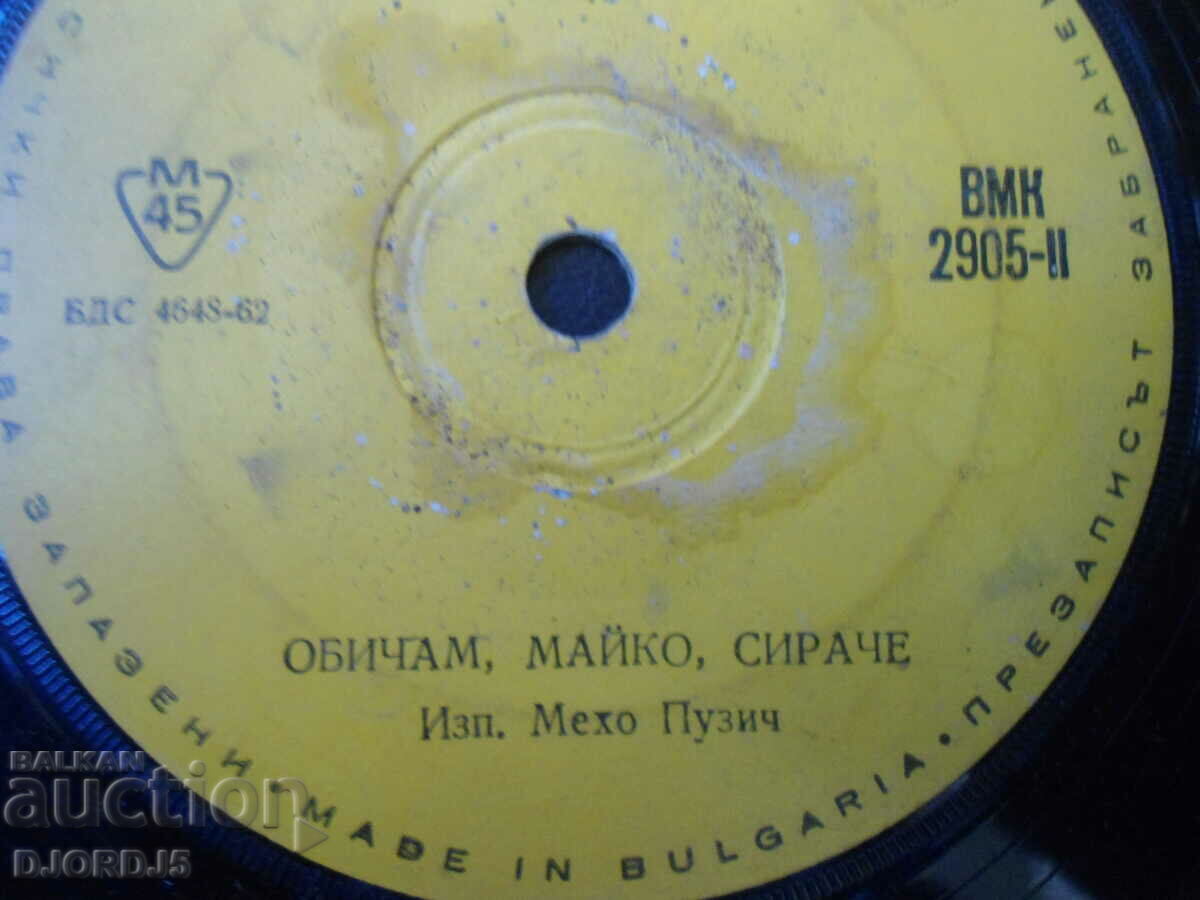 М
45
БДС 4648-62
ВМК
2905-II
ОБИЧАМ, МАЙКО, СИРАЧЕ
Изп. Мехо Пузич
ПРАВА ЗАПАЗЕНИ • MADE IN BULGARIA • ПРЕЗАПИСЪТ ЗАБРАНЕН
BALKAN
auction
DJORDJ5